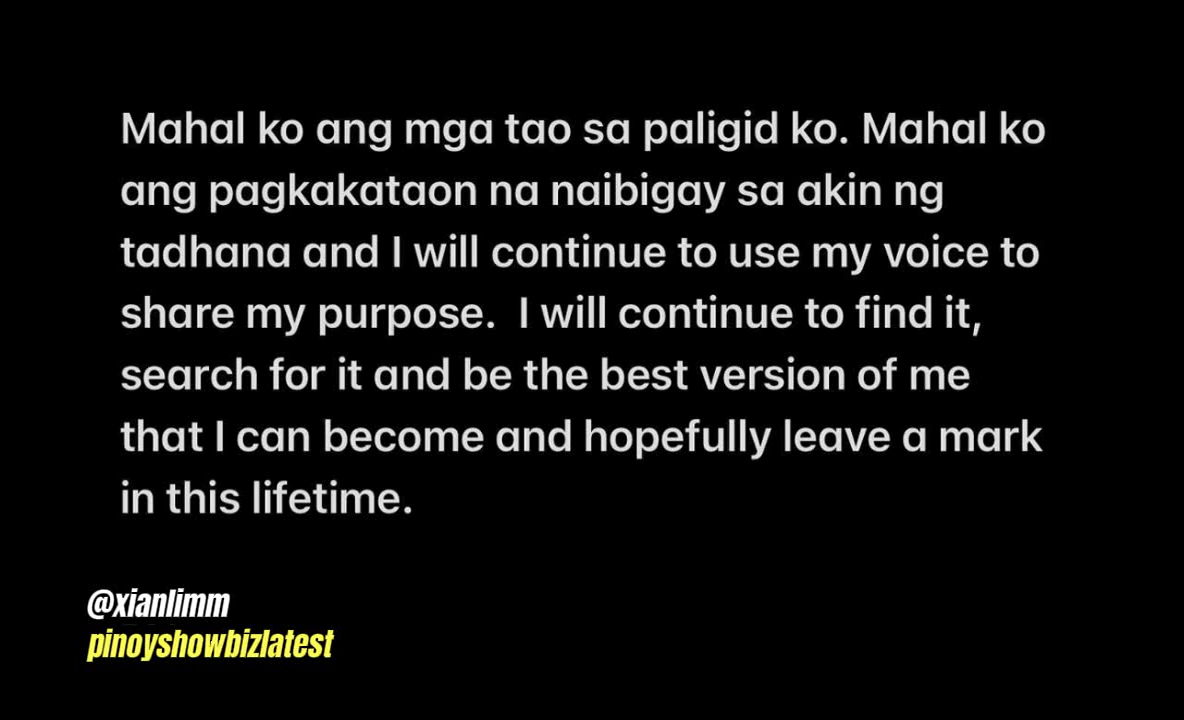 Mahal ko ang mga tao sa paligid ko. Mahal ko
ang pagkakataon na naibigay sa akin ng
tadhana and I will continue to use my voice to
share my purpose.  I will continue to find it,
search for it and be the best version of me
that I can become and hopefully leave a mark
in this lifetime.
@xianlimm
pinoyshowbizlatest